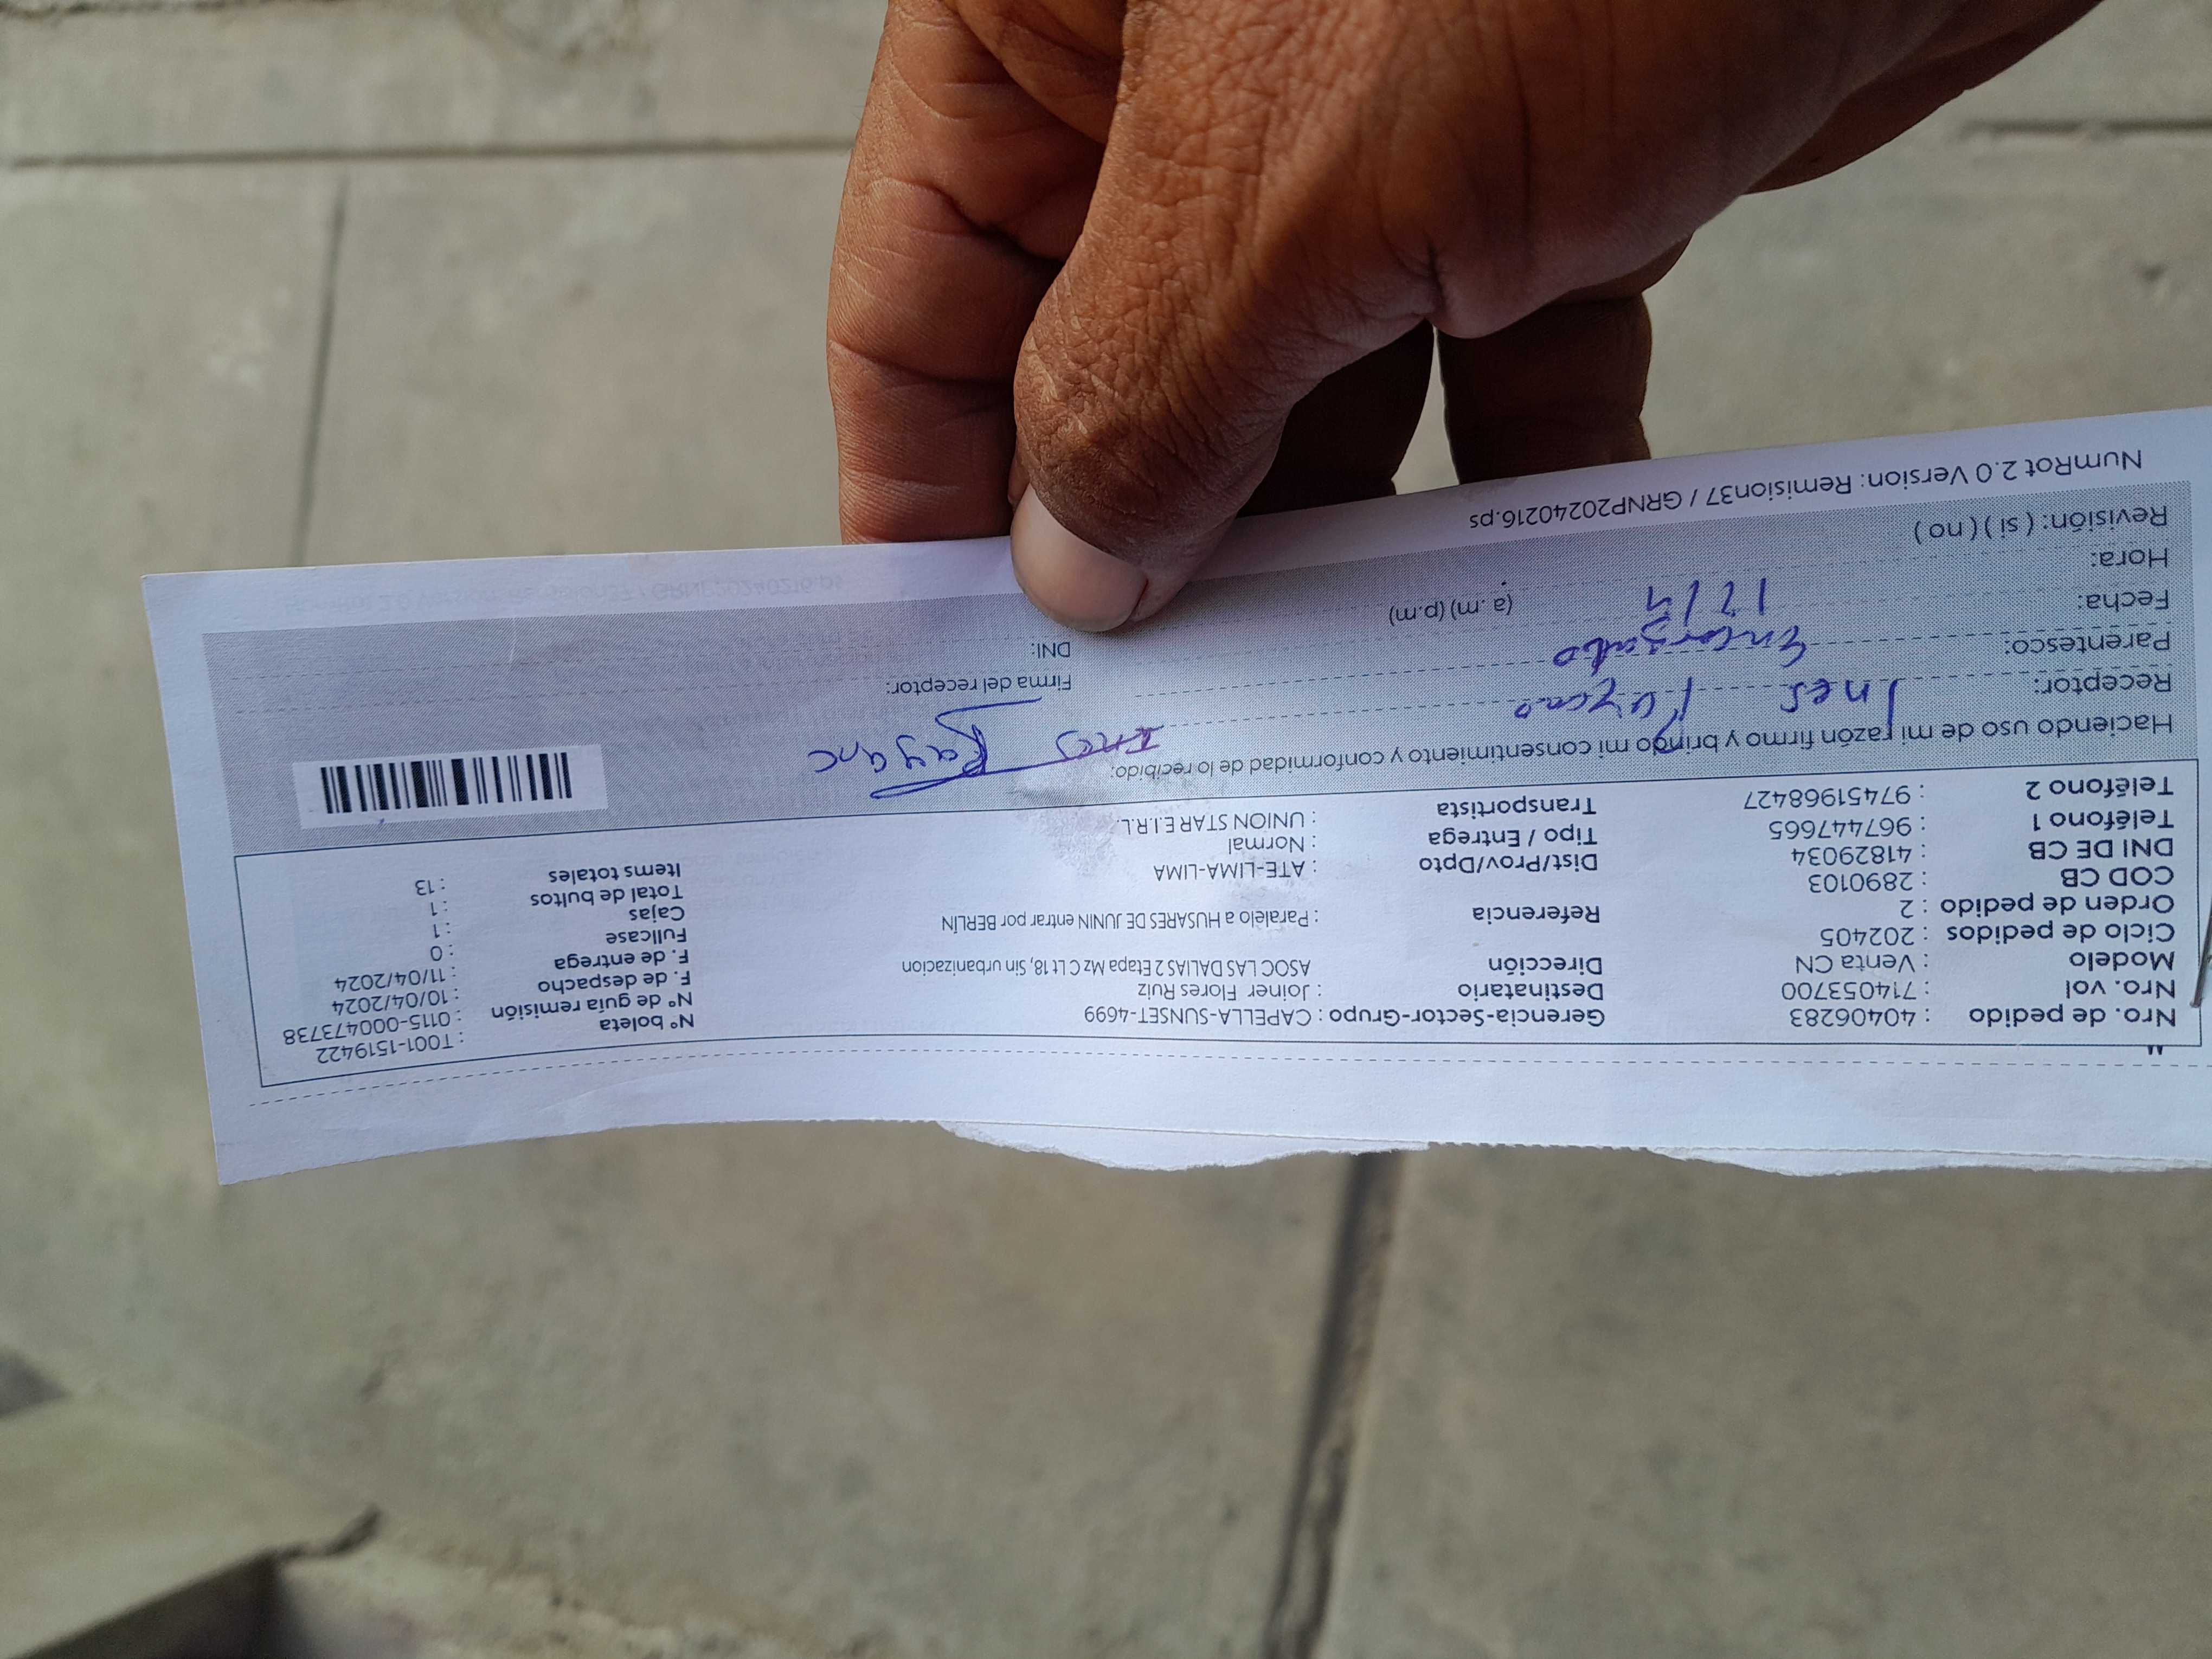 Nro. de pedido : 40406283 Gerencia-Sector-Grupo : CAPELLA-SUNSET-4699 N° boleta : T001-1519422
Nro. vol : 714053700 Destinatario : Joiner Flores Ruiz N° de guía remisión : 0115-000473738
Modelo : Venta CN Dirección ASOC LAS DALIAS 2 Etapa Mz C Lt 18, Sin urbanizacion F. de despacho : 10/04/2024
Ciclo de pedidos : 202405 F. de entrega : 11/04/2024
Orden de pedido : 2 Referencia : Paralelo a HUSARES DE JUNIN entrar por BERLÍN Fullcase : 0
COD CB : 2890103 Cajas : 1
DNI DE CB : 41829034 Dist/Prov/Dpto : ATE-LIMA-LIMA Total de bultos : 1
Teléfono 1 : 967447665 Tipo / Entrega : Normal Items totales : 13
Teléfono 2 : 97451968427 Transportista : UNION STAR E.I.R.L.
Haciendo uso de mi razón firmo y brindo mi consentimiento y conformidad de lo recibido:
Receptor: Ines
Parentesco: Encargado Firma del receptor: Ines
Fecha: 12/4 DNI:
Hora: (a.m) (p.m)
Revisión: ( si ) ( no )
NumRot 2.0 Version: Remision37 / GRNP20240216.ps